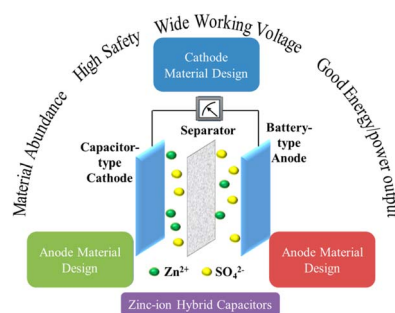 Material Abundance
High Safety
Wide Working Voltage
Good Energy/power output
Cathode
Material Design
Separator
Capacitor-
type
Cathode
Battery-
type
Anode
Anode Material
Design
Anode Material
Design
Zn²⁺
SO₄²⁻
Zinc-ion Hybrid Capacitors